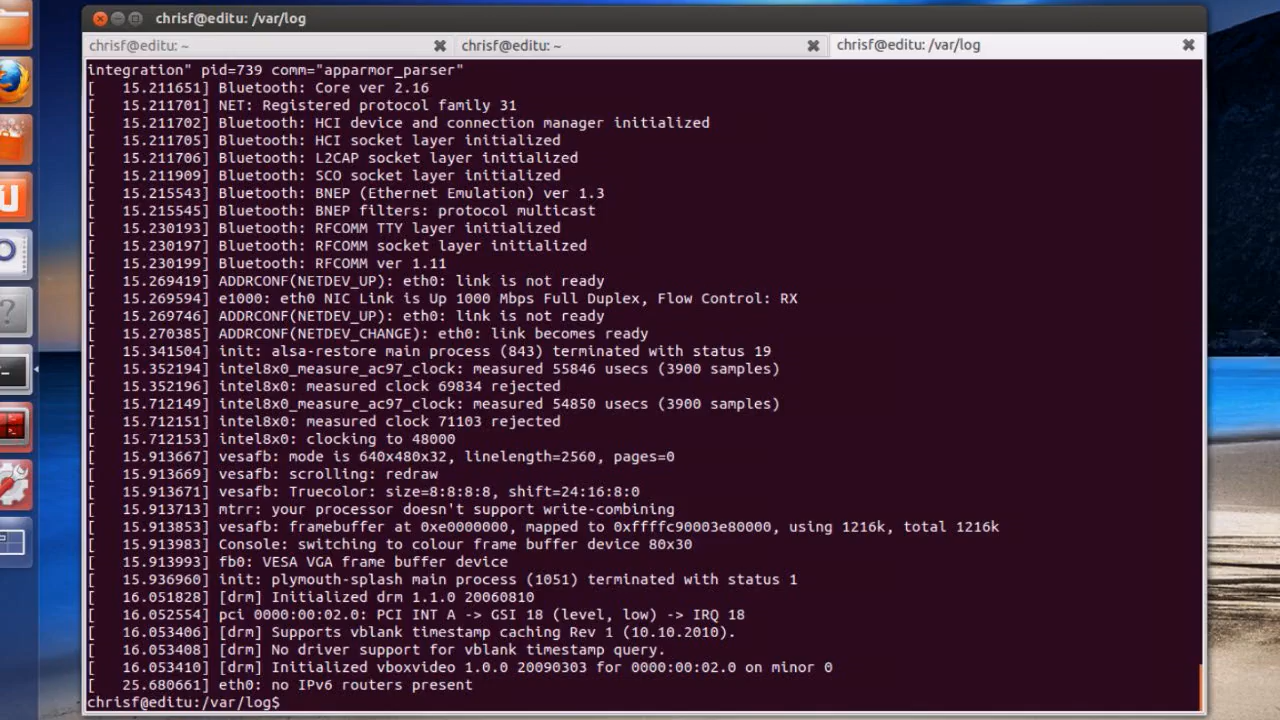 chrisf@editu: /var/log
chrisf@editu: ~
chrisf@editu: ~
chrisf@editu: /var/log
integration" pid=739 comm="apparmor_parser"
[   15.211651] Bluetooth: Core ver 2.16
[   15.211701] NET: Registered protocol family 31
[   15.211702] Bluetooth: HCI device and connection manager initialized
[   15.211705] Bluetooth: HCI socket layer initialized
[   15.211706] Bluetooth: L2CAP socket layer initialized
[   15.211909] Bluetooth: SCO socket layer initialized
[   15.215543] Bluetooth: BNEP (Ethernet Emulation) ver 1.3
[   15.215545] Bluetooth: BNEP filters: protocol multicast
[   15.230193] Bluetooth: RFCOMM TTY layer initialized
[   15.230197] Bluetooth: RFCOMM socket layer initialized
[   15.230199] Bluetooth: RFCOMM ver 1.11
[   15.269419] ADDRCONF(NETDEV_UP): eth0: link is not ready
[   15.269594] e1000: eth0 NIC Link is Up 1000 Mbps Full Duplex, Flow Control: RX
[   15.269746] ADDRCONF(NETDEV_UP): eth0: link is not ready
[   15.270385] ADDRCONF(NETDEV_CHANGE): eth0: link becomes ready
[   15.341504] init: alsa-restore main process (843) terminated with status 19
[   15.352194] intel8x0_measure_ac97_clock: measured 55846 usecs (3900 samples)
[   15.352196] intel8x0: measured clock 69834 rejected
[   15.712149] intel8x0_measure_ac97_clock: measured 54850 usecs (3900 samples)
[   15.712151] intel8x0: measured clock 71103 rejected
[   15.712153] intel8x0: clocking to 48000
[   15.913667] vesafb: mode is 640x480x32, linelength=2560, pages=0
[   15.913669] vesafb: scrolling: redraw
[   15.913671] vesafb: Truecolor: size=8:8:8:8, shift=24:16:8:0
[   15.913713] mtrr: your processor doesn't support write-combining
[   15.913853] vesafb: framebuffer at 0xe0000000, mapped to 0xffffc90003e80000, using 1216k, total 1216k
[   15.913983] Console: switching to colour frame buffer device 80x30
[   15.913993] fb0: VESA VGA frame buffer device
[   15.936960] init: plymouth-splash main process (1051) terminated with status 1
[   16.051828] [drm] Initialized drm 1.1.0 20060810
[   16.052554] pci 0000:00:02.0: PCI INT A -> GSI 18 (level, low) -> IRQ 18
[   16.053406] [drm] Supports vblank timestamp caching Rev 1 (10.10.2010).
[   16.053408] [drm] No driver support for vblank timestamp query.
[   16.053410] [drm] Initialized vboxvideo 1.0.0 20090303 for 0000:00:02.0 on minor 0
[   25.680661] eth0: no IPv6 routers present
chrisf@editu:/var/log$